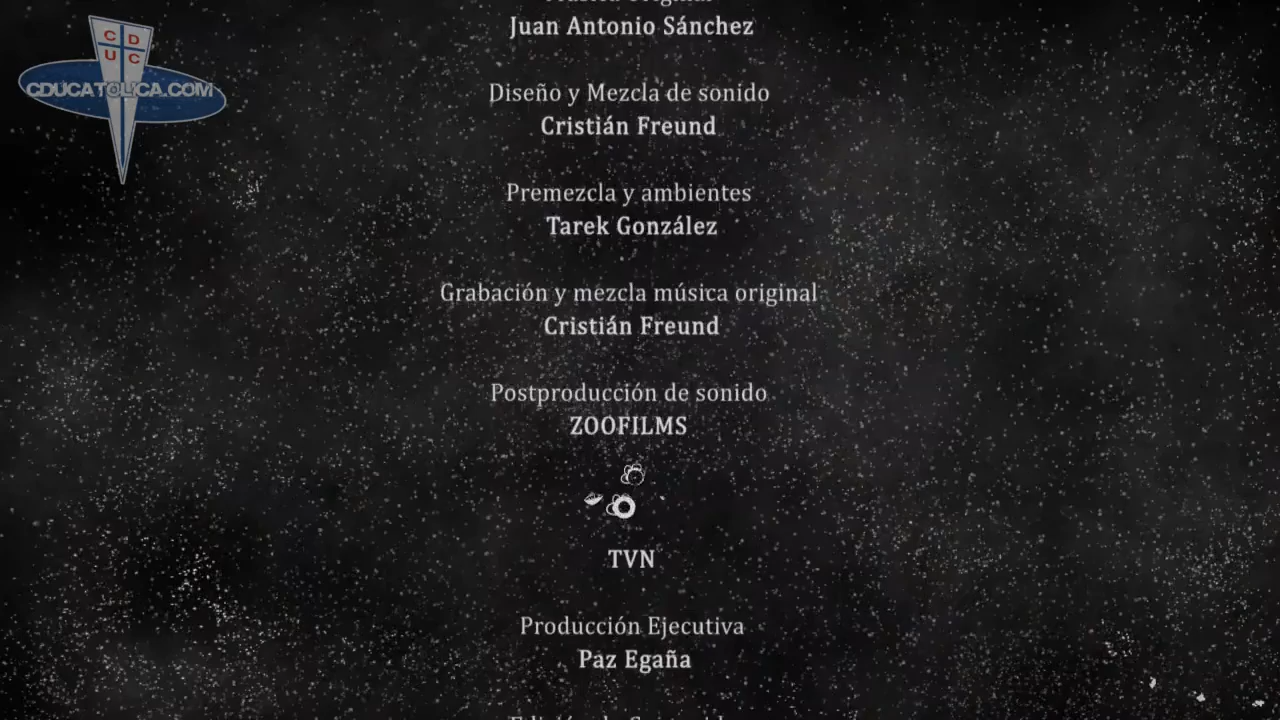 C D
U C
CDUCATOLICA.COM
Juan Antonio Sánchez
Diseño y Mezcla de sonido
Cristián Freund
Premezcla y ambientes
Tarek González
Grabación y mezcla música original
Cristián Freund
Postproducción de sonido
ZOOFILMS
TVN
Producción Ejecutiva
Paz Egaña